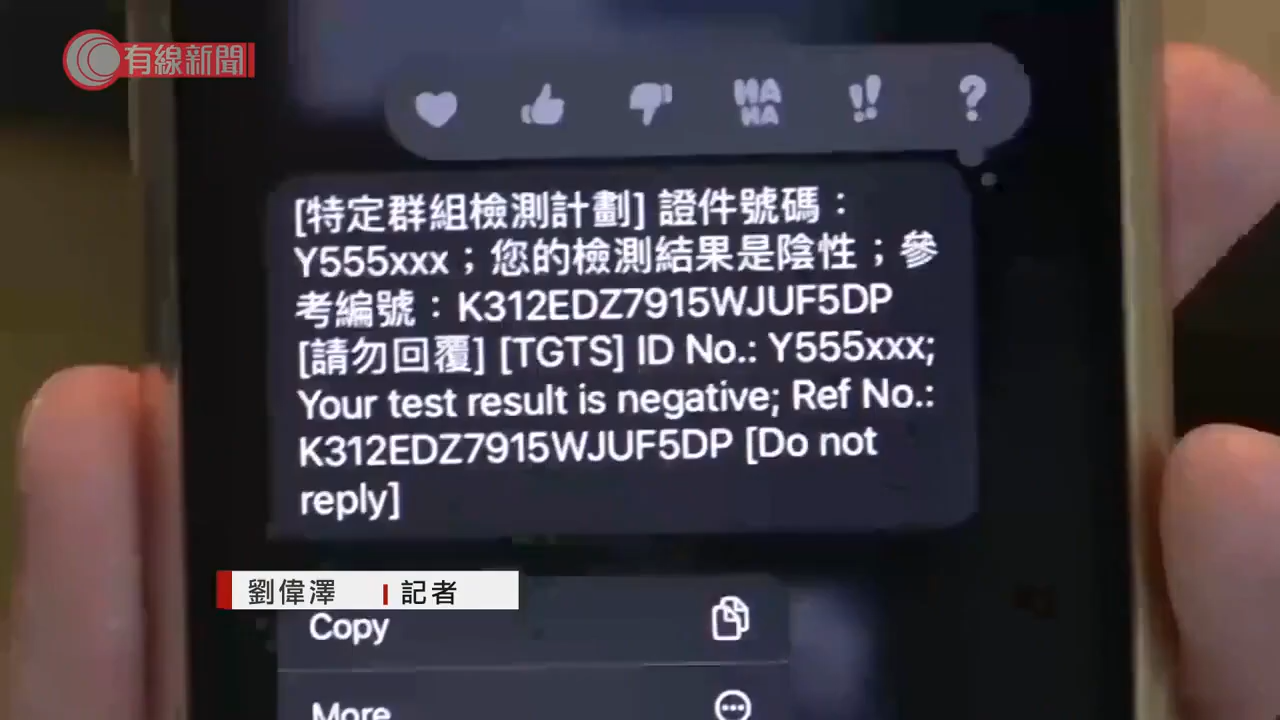 有線新聞
HA
HA
!!
?
[特定群組檢測計劃] 證件號碼：
Y555xxx；您的檢測結果是陰性；參
考編號：K312EDZ7915WJUF5DP
[請勿回覆] [TGTS] ID No.: Y555xxx;
Your test result is negative; Ref No.:
K312EDZ7915WJUF5DP [Do not
reply]
劉偉澤 | 記者
Copy
More